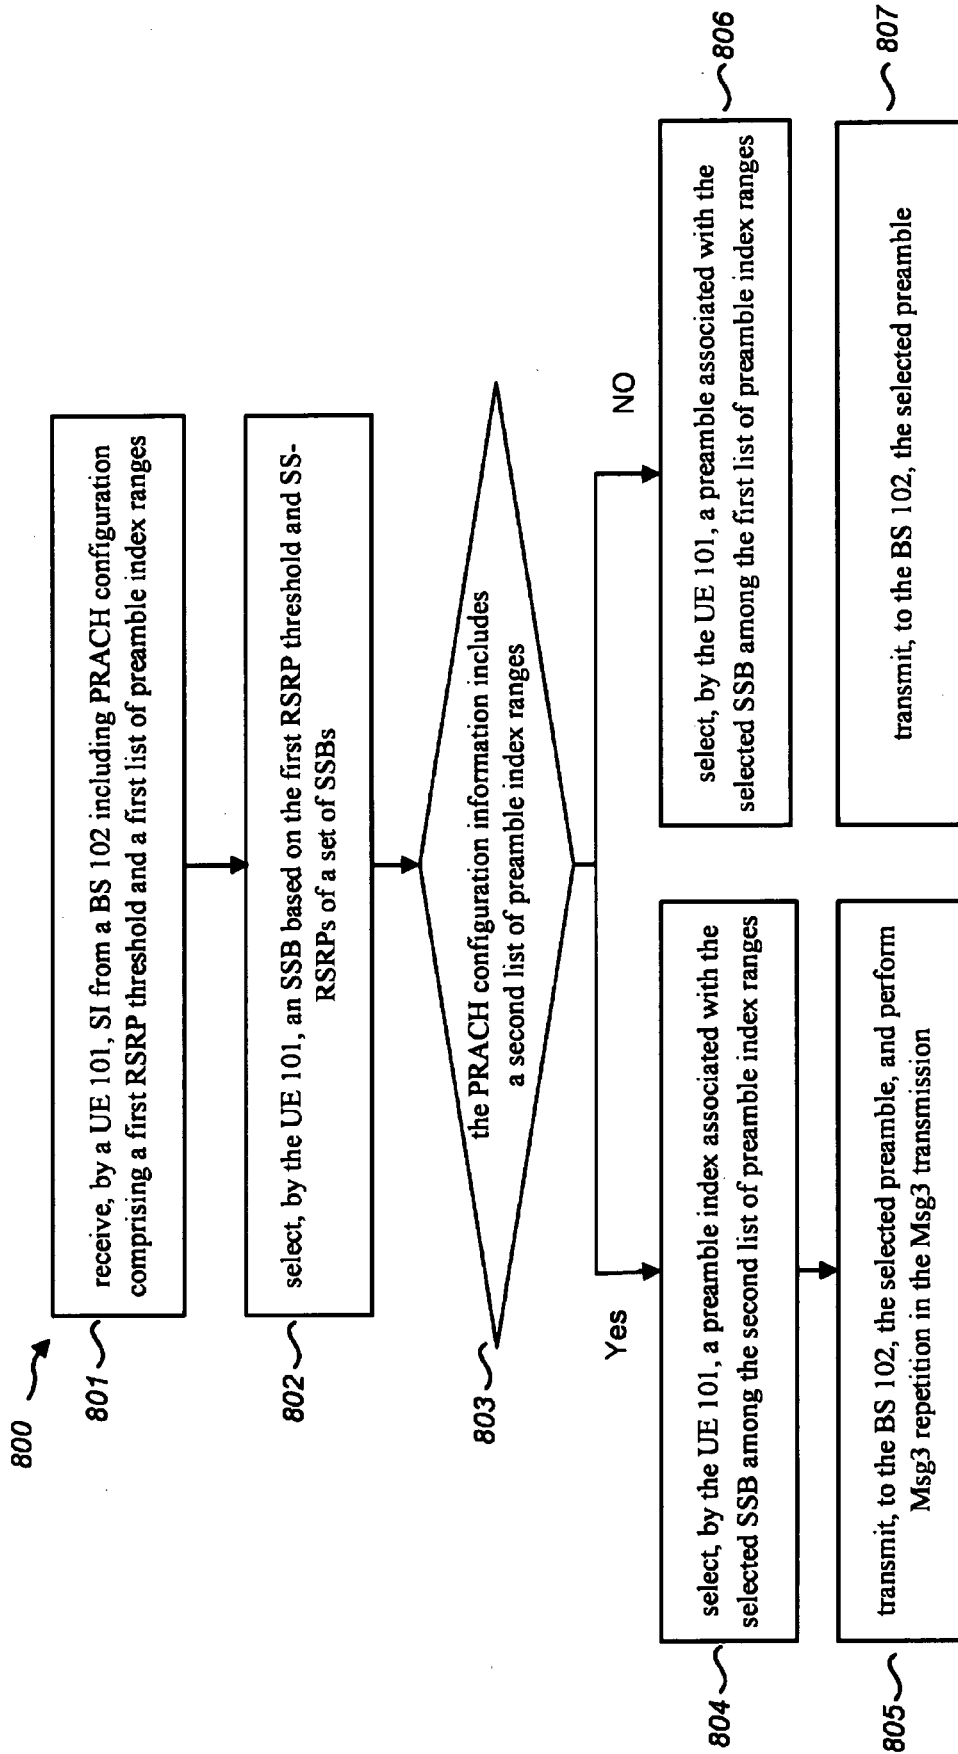 800
801
receive, by a UE 101, SI from a BS 102 including PRACH configuration
comprising a first RSRP threshold and a first list of preamble index ranges
802
select, by the UE 101, an SSB based on the first RSRP threshold and SS-
RSRPs of a set of SSBs
803
the PRACH configuration information includes
a second list of preamble index ranges
Yes
NO
804
select, by the UE 101, a preamble index associated with the
selected SSB among the second list of preamble index ranges
select, by the UE 101, a preamble associated with the
selected SSB among the first list of preamble index ranges
806
805
transmit, to the BS 102, the selected preamble, and perform
Msg3 repetition in the Msg3 transmission
transmit, to the BS 102, the selected preamble
807